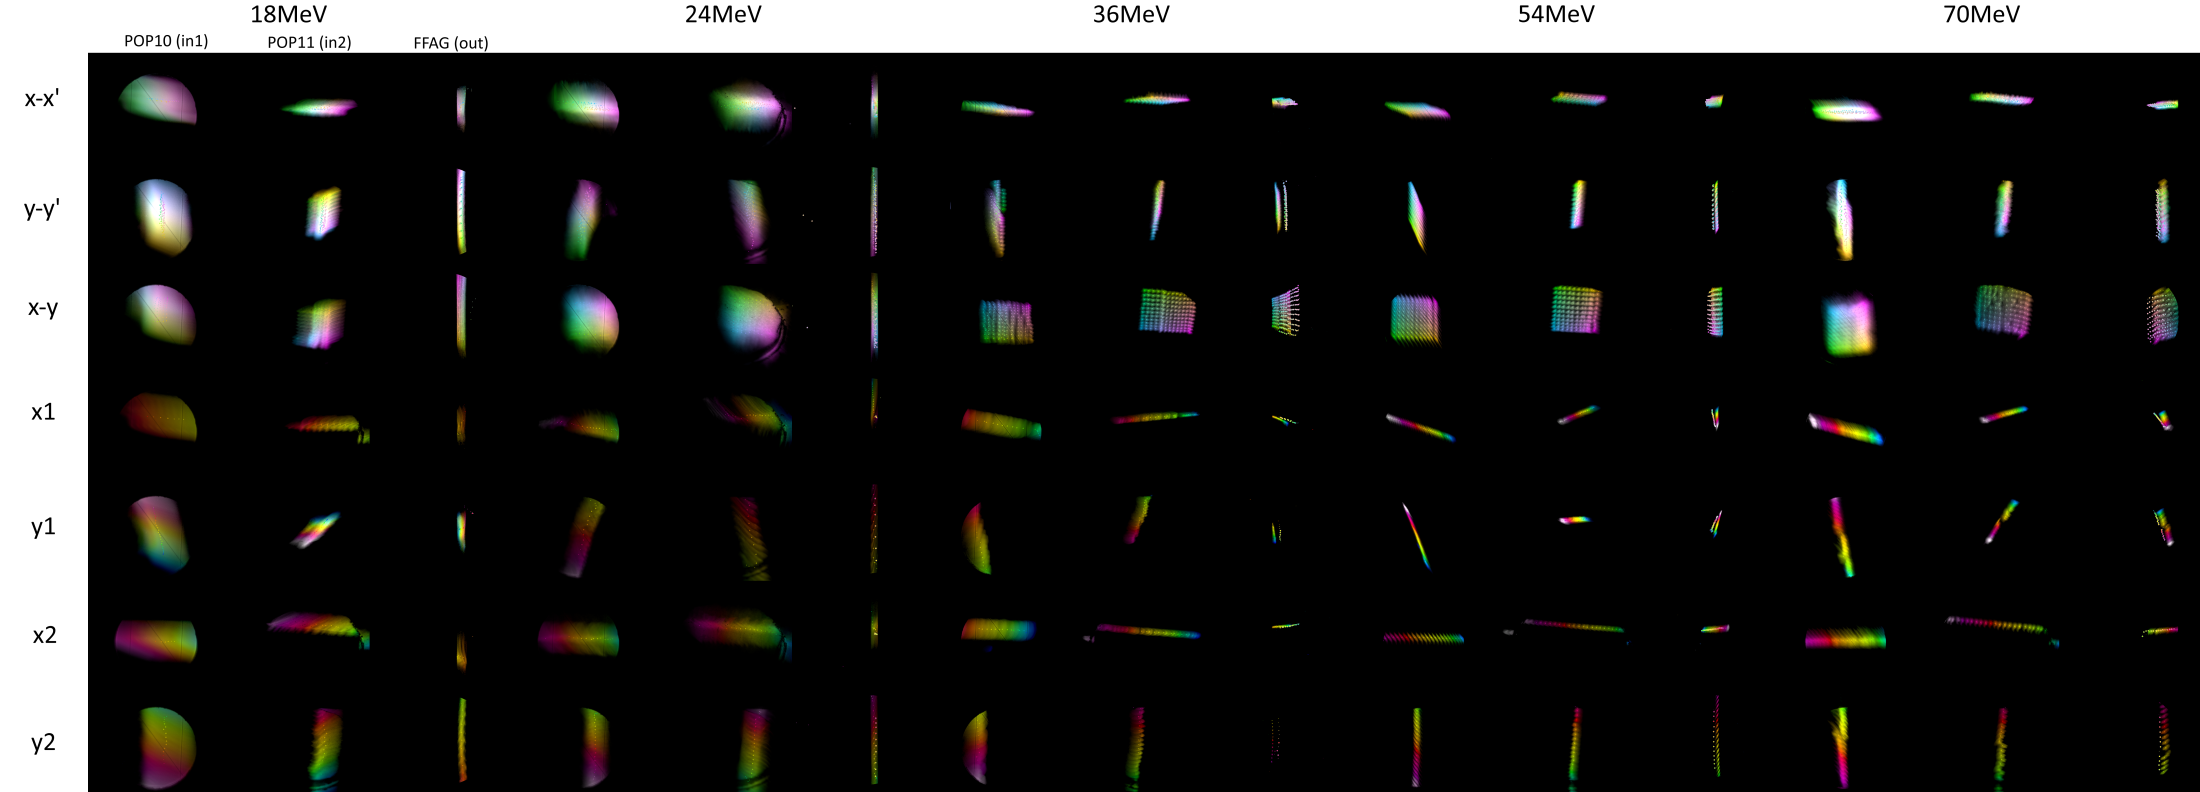 18MeV 24MeV 36MeV 54MeV 70MeV
POP10 (in1) POP11 (in2) FFAG (out)
x-x'
y-y'
x-y
x1
y1
x2
y2